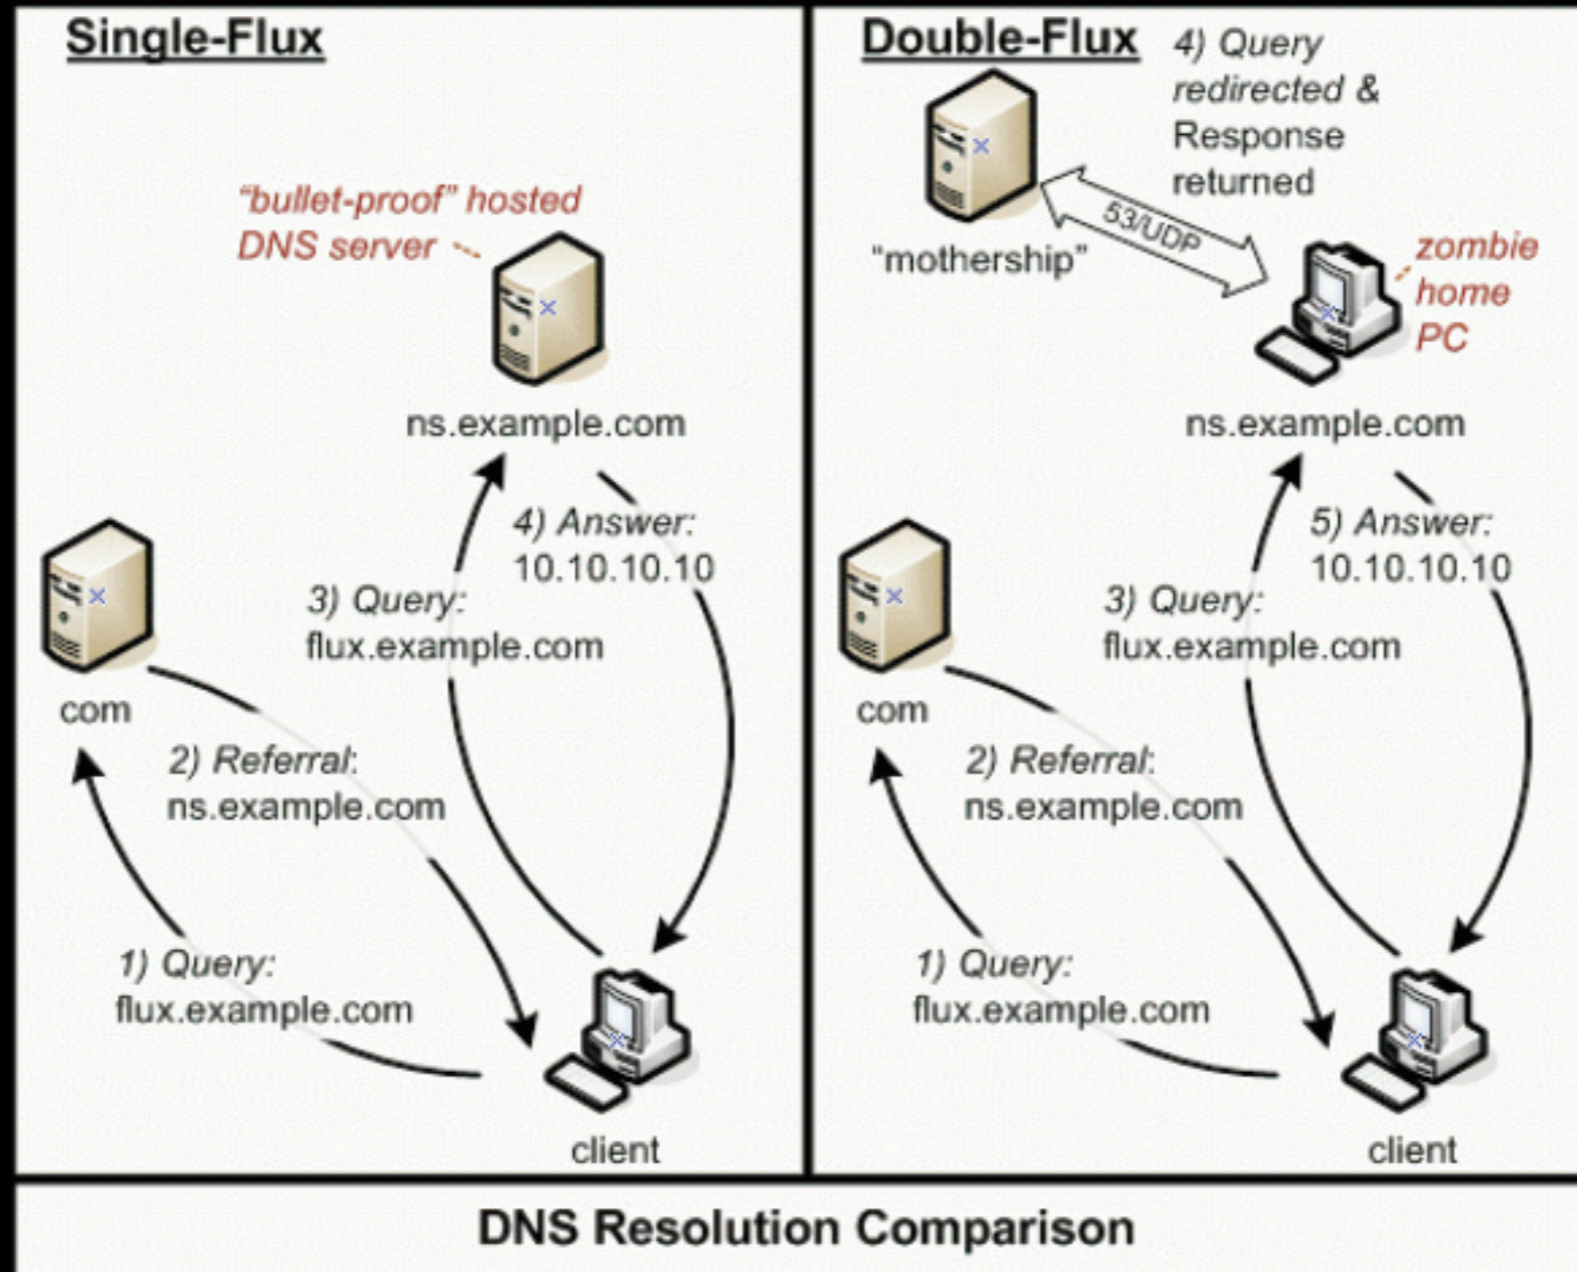 Single-Flux
"bullet-proof" hosted
DNS server
ns.example.com
4) Answer:
10.10.10.10
3) Query:
flux.example.com
com
2) Referral:
ns.example.com
1) Query:
flux.example.com
client
Double-Flux
4) Query
redirected &
Response
returned
53/UDP
"mothership"
zombie
home
PC
ns.example.com
5) Answer:
10.10.10.10
3) Query:
flux.example.com
com
2) Referral:
ns.example.com
1) Query:
flux.example.com
client
DNS Resolution Comparison